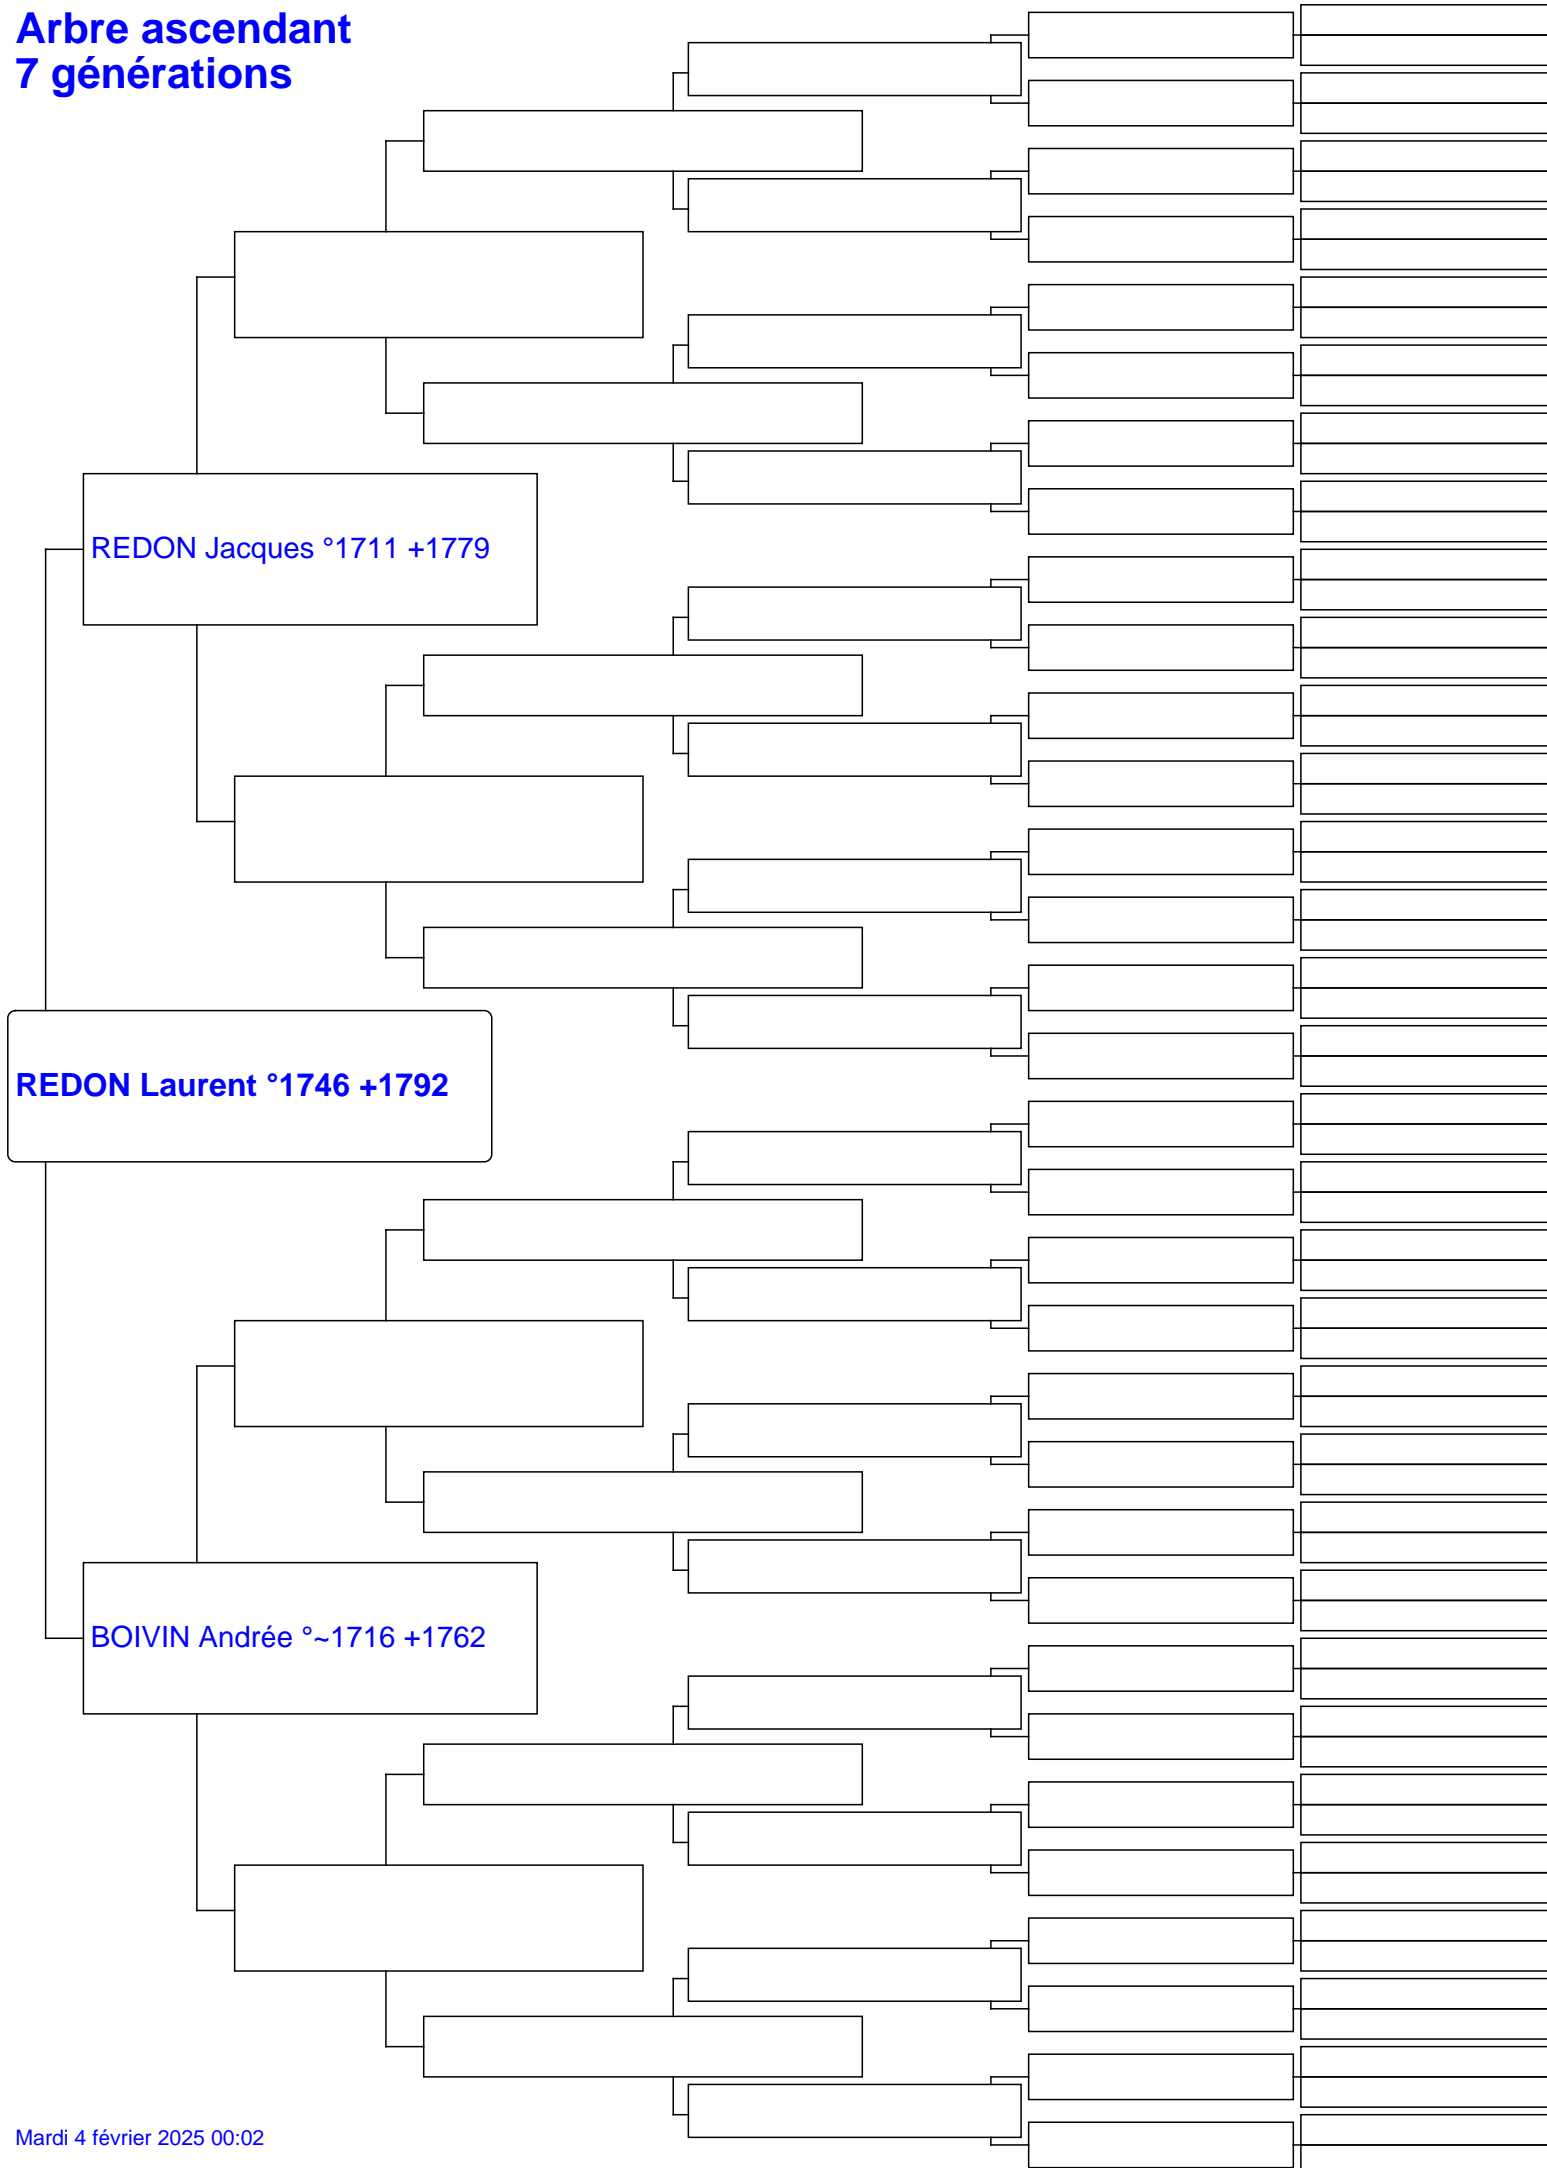 Arbre ascendant
7 générations
REDON Jacques °1711 +1779
REDON Laurent °1746 +1792
BOIVIN Andrée °~1716 +1762
Mardi 4 février 2025 00:02